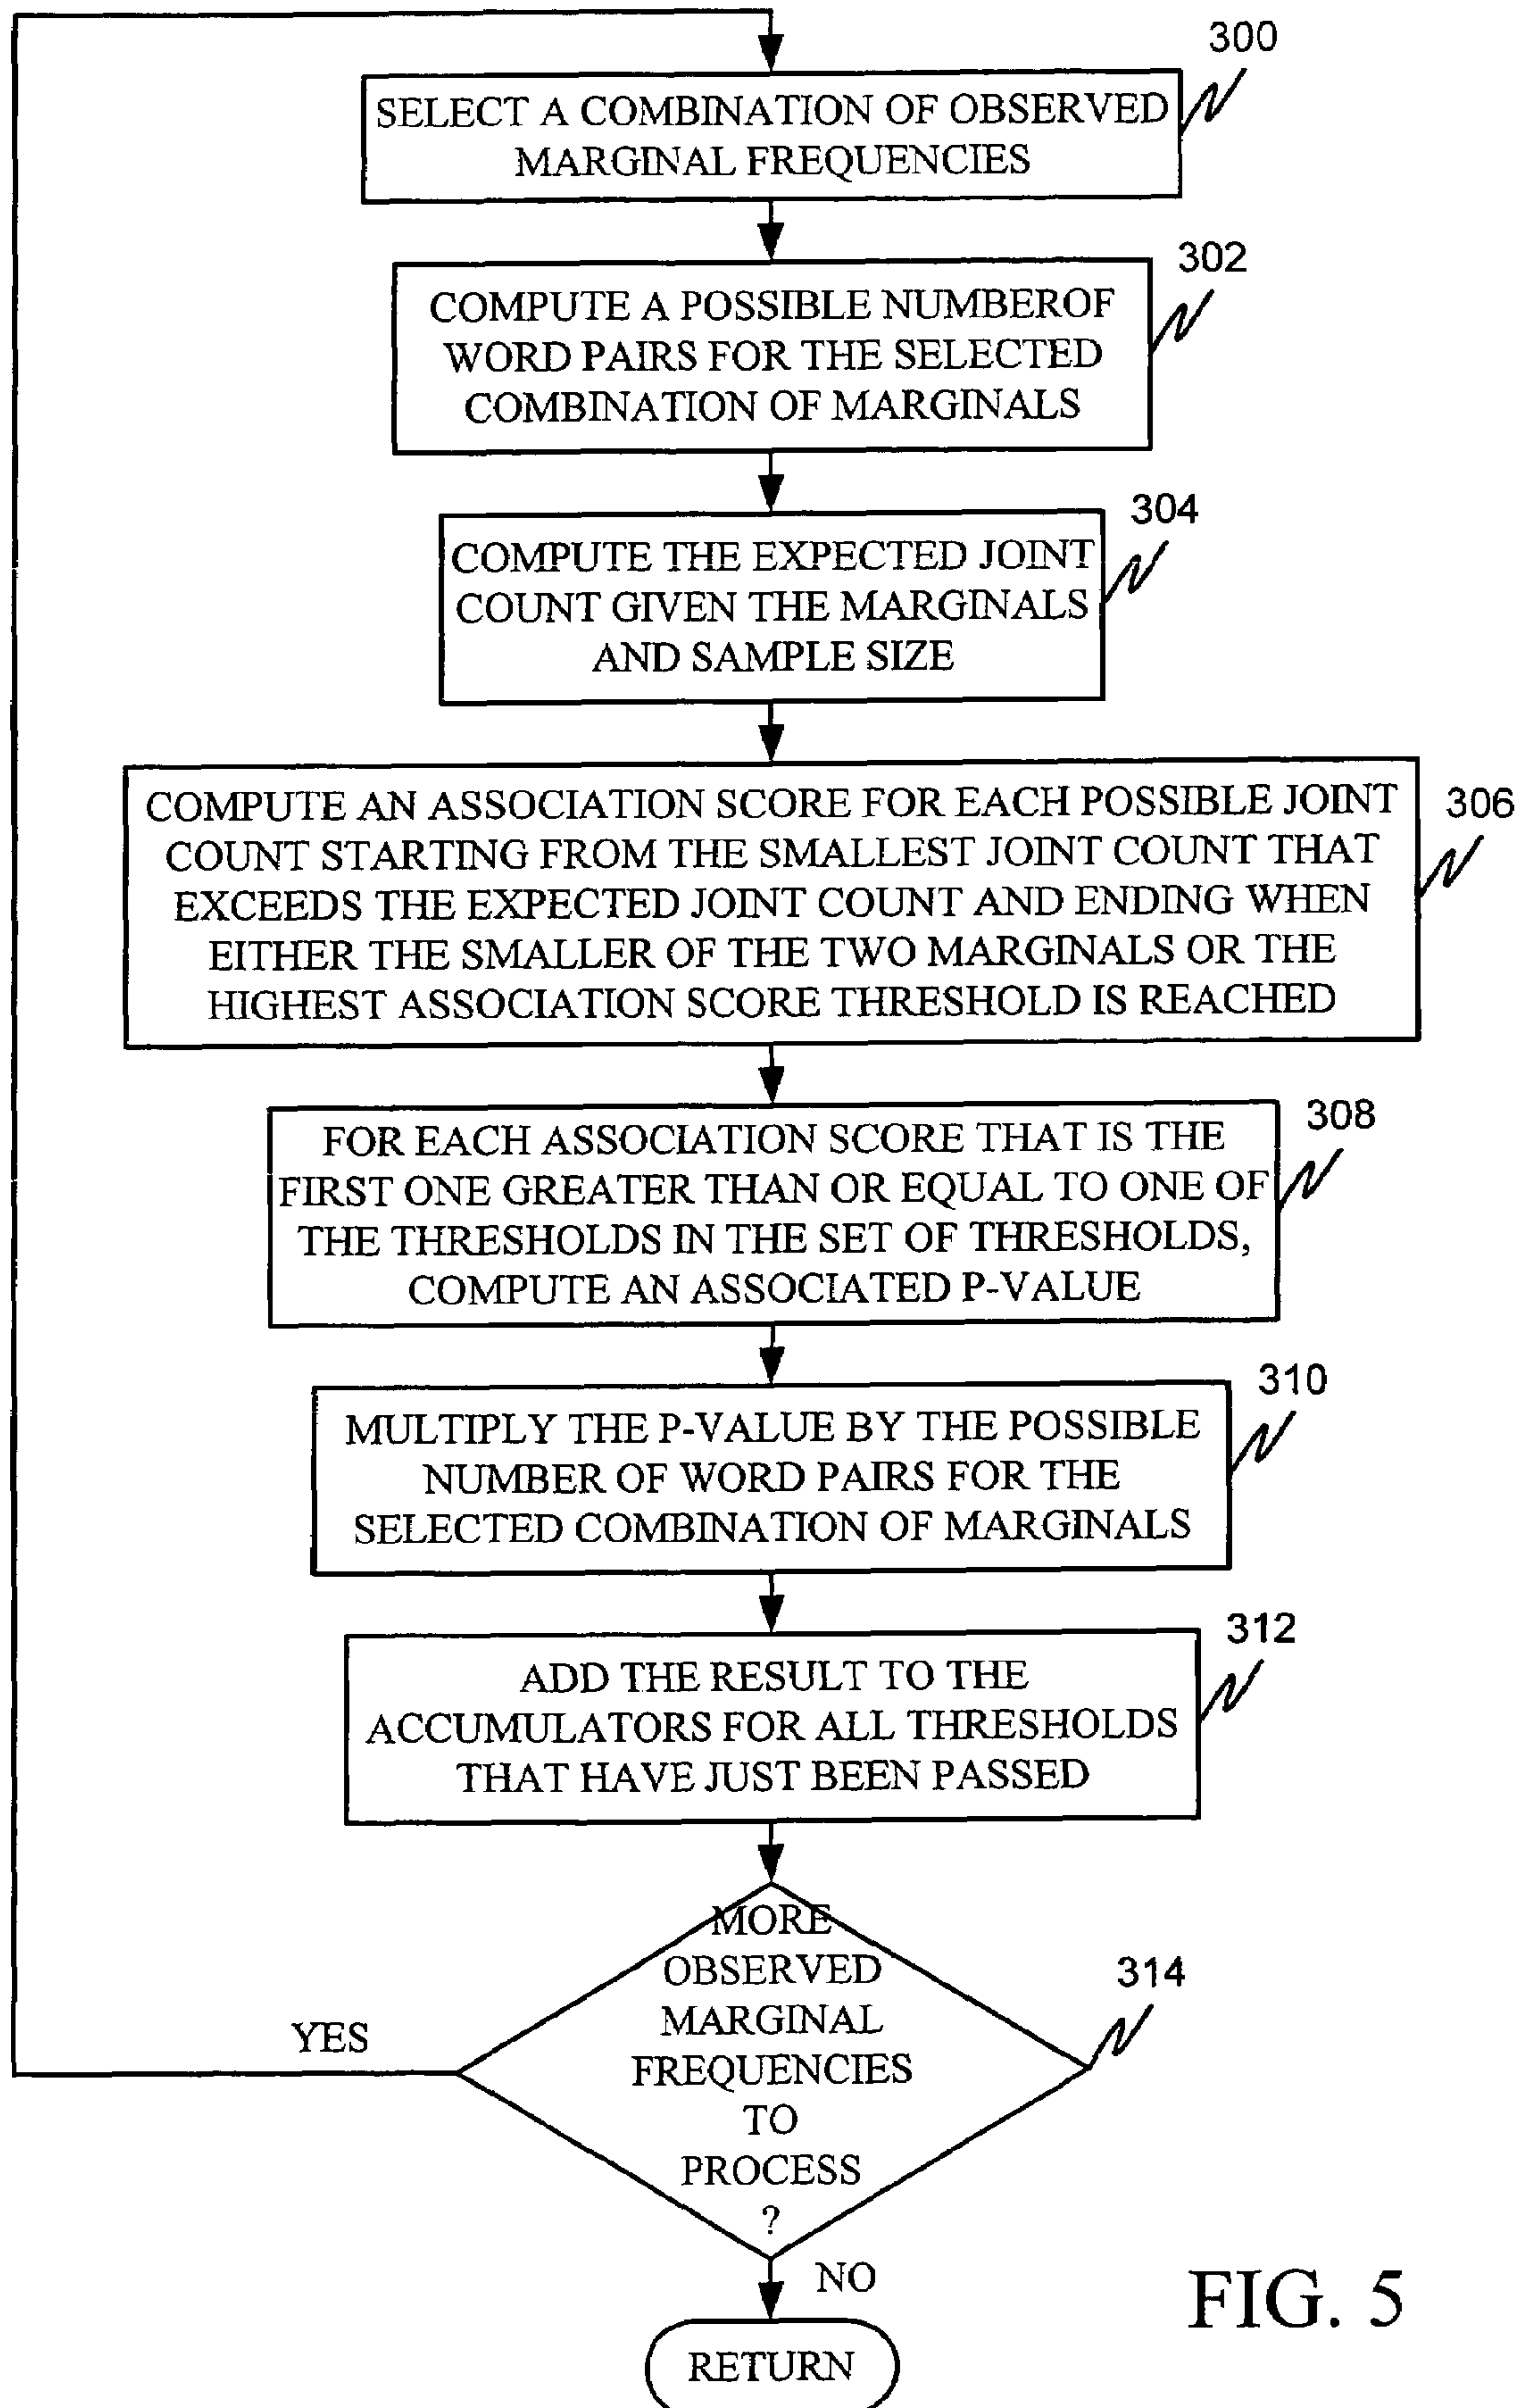 300
SELECT A COMBINATION OF OBSERVED
MARGINAL FREQUENCIES
302
COMPUTE A POSSIBLE NUMBEROF
WORD PAIRS FOR THE SELECTED
COMBINATION OF MARGINALS
304
COMPUTE THE EXPECTED JOINT
COUNT GIVEN THE MARGINALS
AND SAMPLE SIZE
306
COMPUTE AN ASSOCIATION SCORE FOR EACH POSSIBLE JOINT
COUNT STARTING FROM THE SMALLEST JOINT COUNT THAT
EXCEEDS THE EXPECTED JOINT COUNT AND ENDING WHEN
EITHER THE SMALLER OF THE TWO MARGINALS OR THE
HIGHEST ASSOCIATION SCORE THRESHOLD IS REACHED
308
FOR EACH ASSOCIATION SCORE THAT IS THE
FIRST ONE GREATER THAN OR EQUAL TO ONE OF
THE THRESHOLDS IN THE SET OF THRESHOLDS,
COMPUTE AN ASSOCIATED P-VALUE
310
MULTIPLY THE P-VALUE BY THE POSSIBLE
NUMBER OF WORD PAIRS FOR THE
SELECTED COMBINATION OF MARGINALS
312
ADD THE RESULT TO THE
ACCUMULATORS FOR ALL THRESHOLDS
THAT HAVE JUST BEEN PASSED
314
MORE
OBSERVED
MARGINAL
FREQUENCIES
TO
PROCESS
?
YES
NO
RETURN
FIG. 5